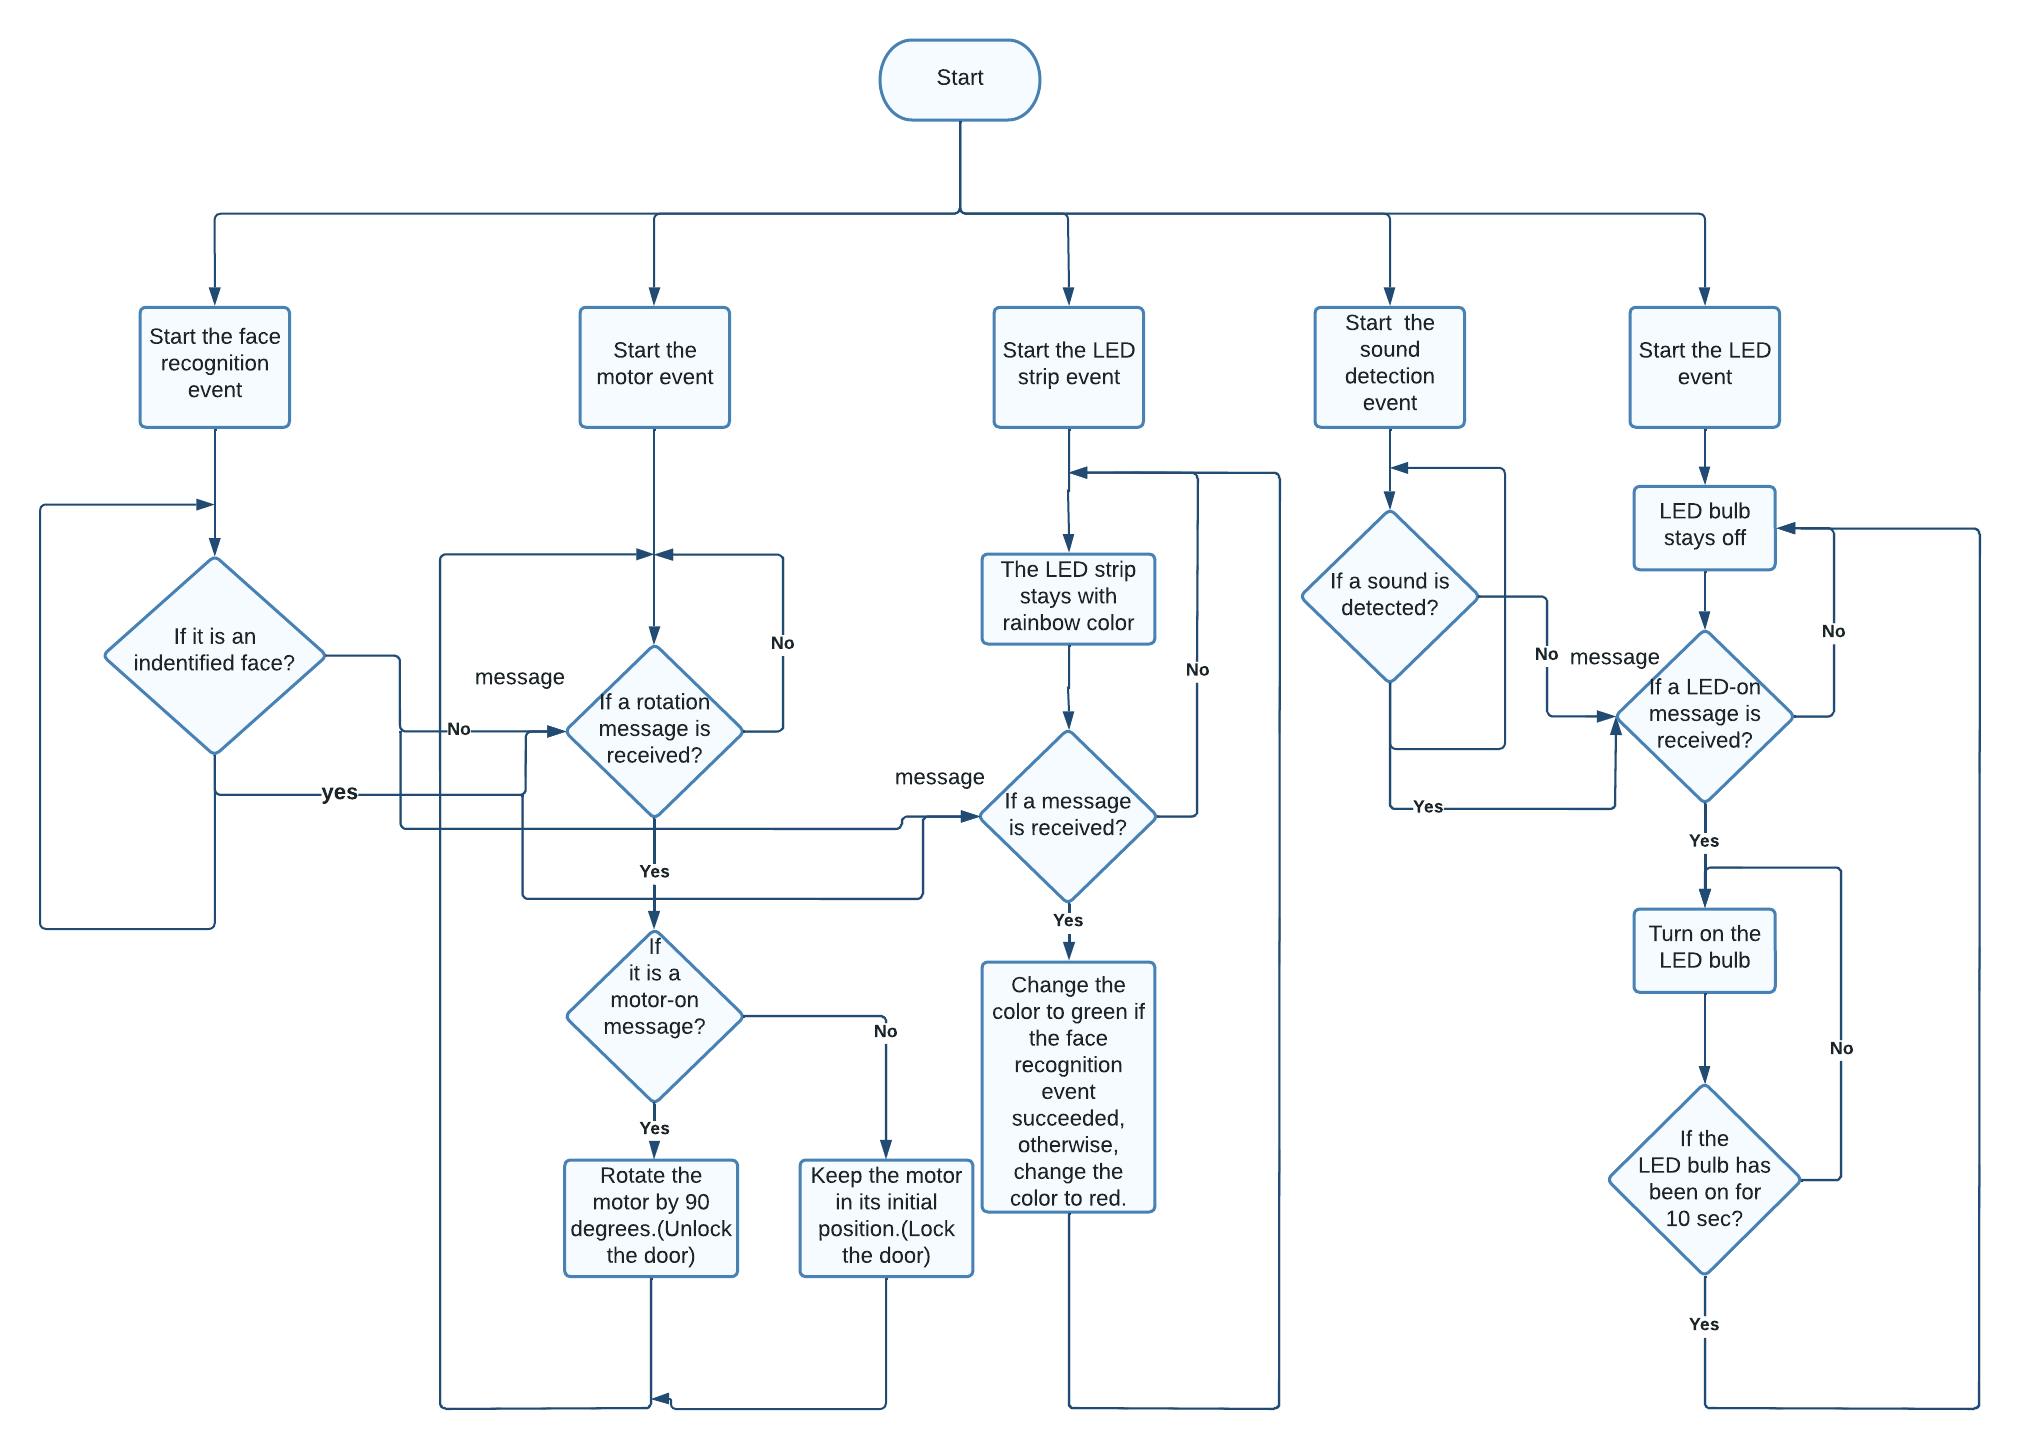 Start
Start the face
recognition
event
Start the
motor event
Start the LED
strip event
Start  the
sound
detection
event
Start the LED
event
If it is an
indentified face?
No
yes
message
If a rotation
message is
received?
No
Yes
If
it is a
motor-on
message?
No
Yes
Rotate the
motor by 90
degrees.(Unlock
the door)
Keep the motor
in its initial
position.(Lock
the door)
The LED strip
stays with
rainbow color
message
If a message
is received?
No
Yes
Change the
color to green if
the face
recognition
event
succeeded,
otherwise,
change the
color to red.
If a sound is
detected?
No
Yes
message
LED bulb
stays off
If a LED-on
message is
received?
No
Yes
Turn on the
LED bulb
No
If the
LED bulb has
been on for
10 sec?
Yes